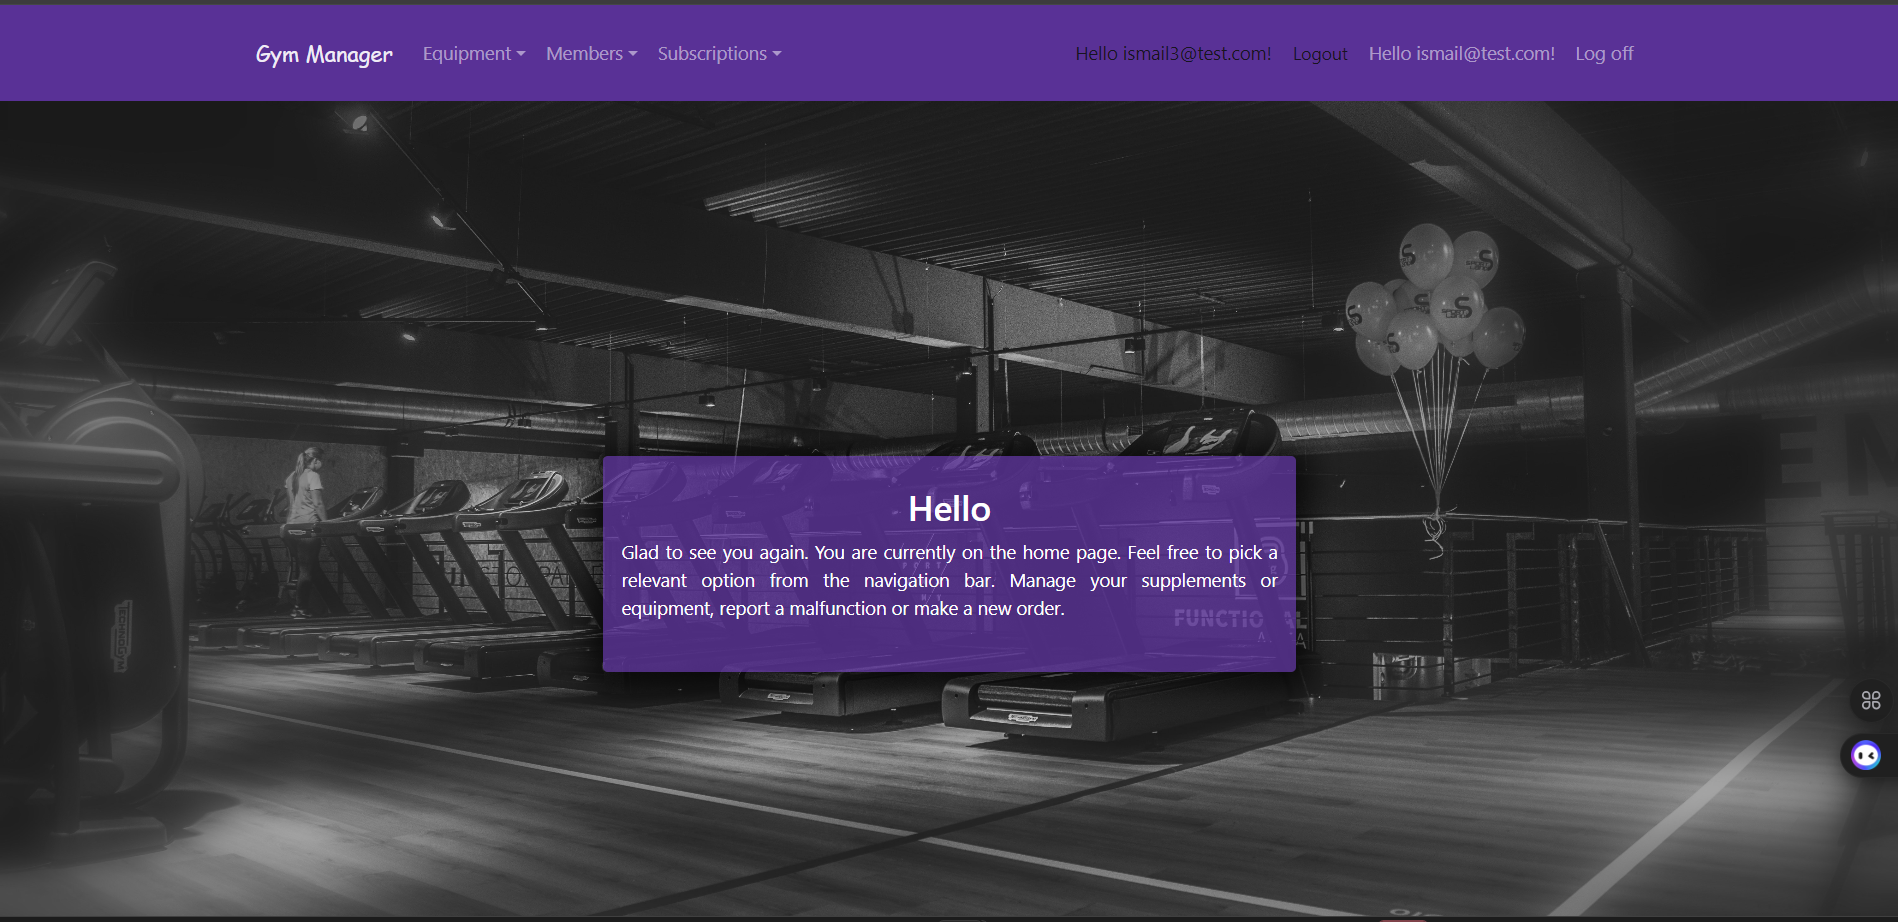 Gym Manager Equipment Members Subscriptions Hello ismail3@test.com! Logout Hello ismail@test.com! Log off
Hello
Glad to see you again. You are currently on the home page. Feel free to pick a
relevant option from the navigation bar. Manage your supplements or
equipment, report a malfunction or make a new order.
FUNCTIO AL
TECHNOGYM